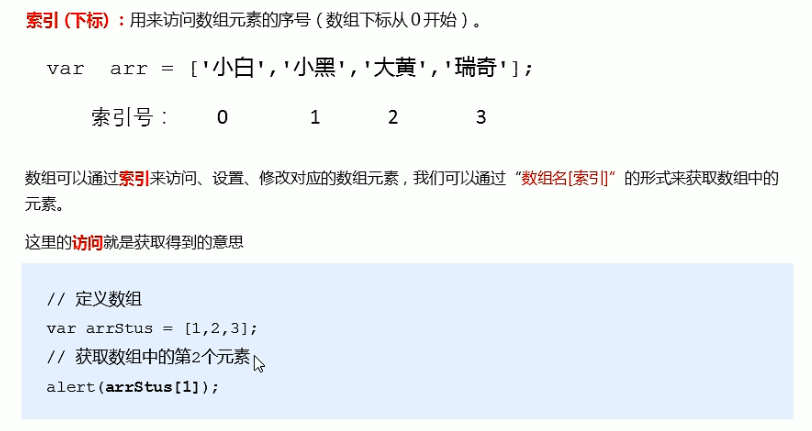 索引 (下标) ：用来访问数组元素的序号（数组下标从 0 开始）。
var arr = ['小白','小黑','大黄','瑞奇'];
索引号： 0 1 2 3
数组可以通过索引来访问、设置、修改对应的数组元素，我们可以通过“数组名[索引]”的形式来获取数组中的
元素。
这里的访问就是获取得到的意思
// 定义数组
var arrStus = [1,2,3];
// 获取数组中的第2个元素
alert(arrStus[1]);